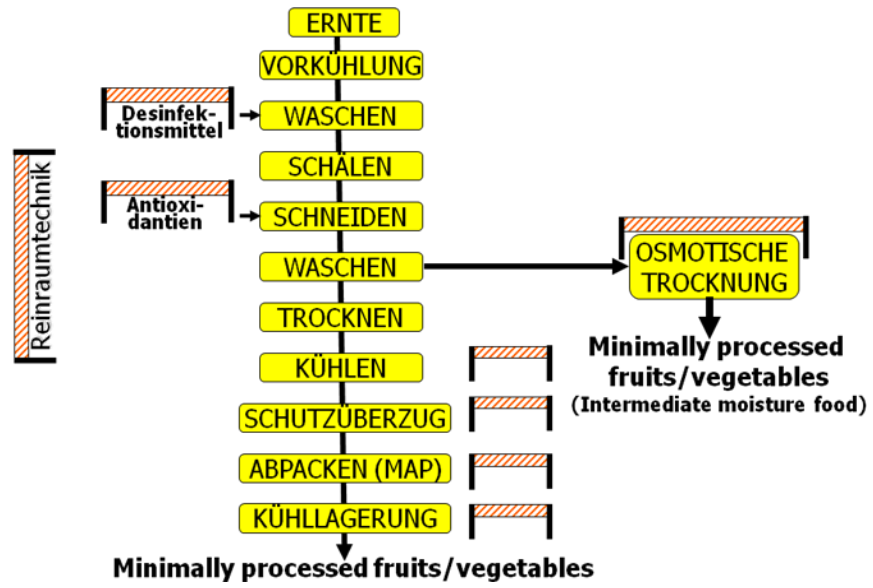 ERNTE
VORKÜHLUNG
Desinfek-
tionsmittel
WASCHEN
SCHÄLEN
Reinraumtechnik
Antioxi-
dantien
SCHNEIDEN
WASCHEN
OSMOTISCHE
TROCKNUNG
TROCKNEN
KÜHLEN
Minimally processed
fruits/vegetables
(Intermediate moisture food)
SCHUTZÜBERZUG
ABPACKEN (MAP)
KÜHLLAGERUNG
Minimally processed fruits/vegetables